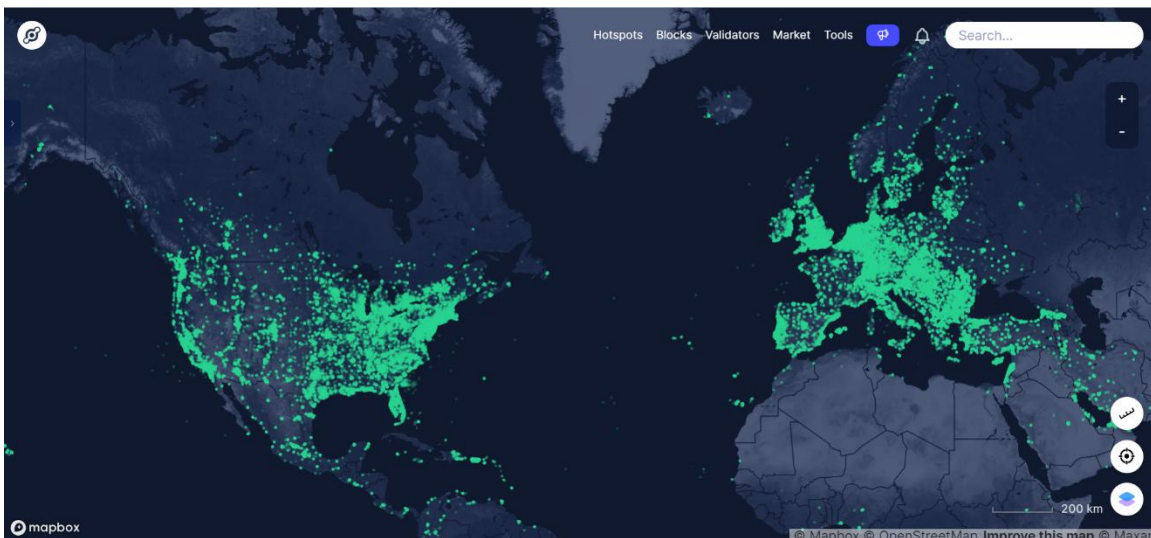 Hotspots Blocks Validators Market Tools Search...
+
-
200 km
mapbox
© Mapbox © OpenStreetMap Improve this map © Maxar